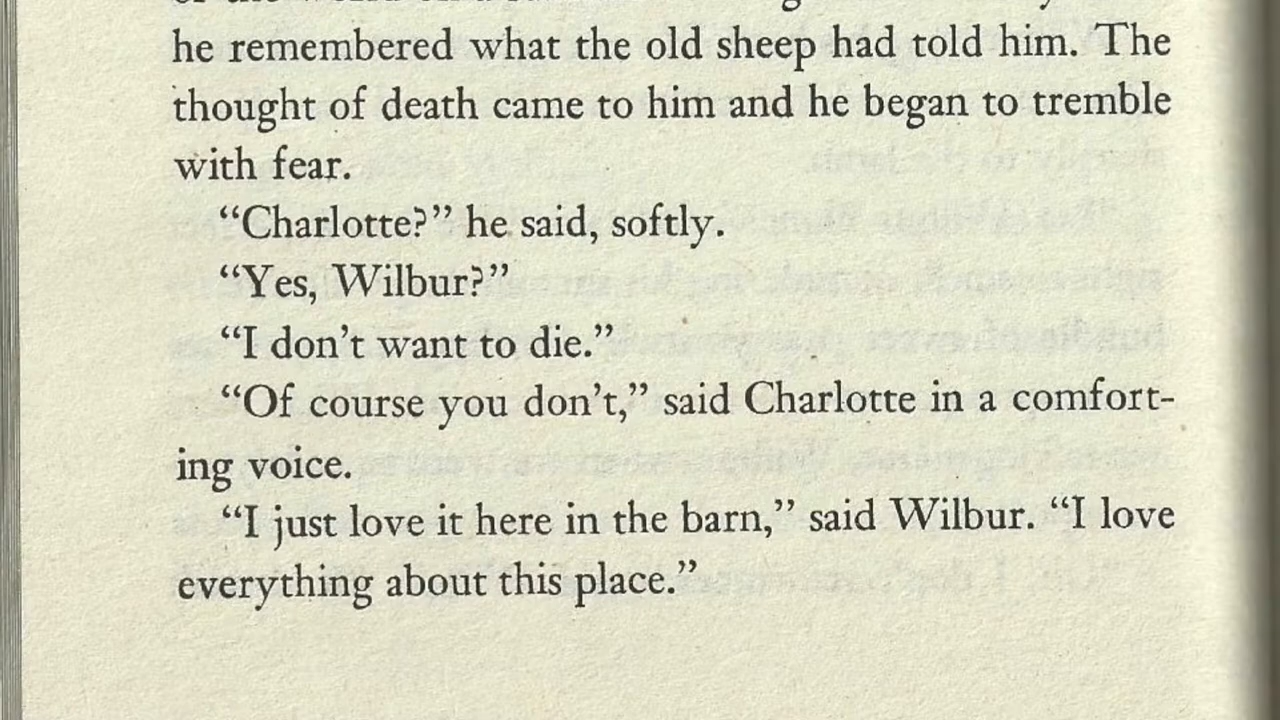 he remembered what the old sheep had told him. The
thought of death came to him and he began to tremble
with fear.
“Charlotte?” he said, softly.
“Yes, Wilbur?”
“I don’t want to die.”
“Of course you don’t,” said Charlotte in a comfort-
ing voice.
“I just love it here in the barn,” said Wilbur. “I love
everything about this place.”